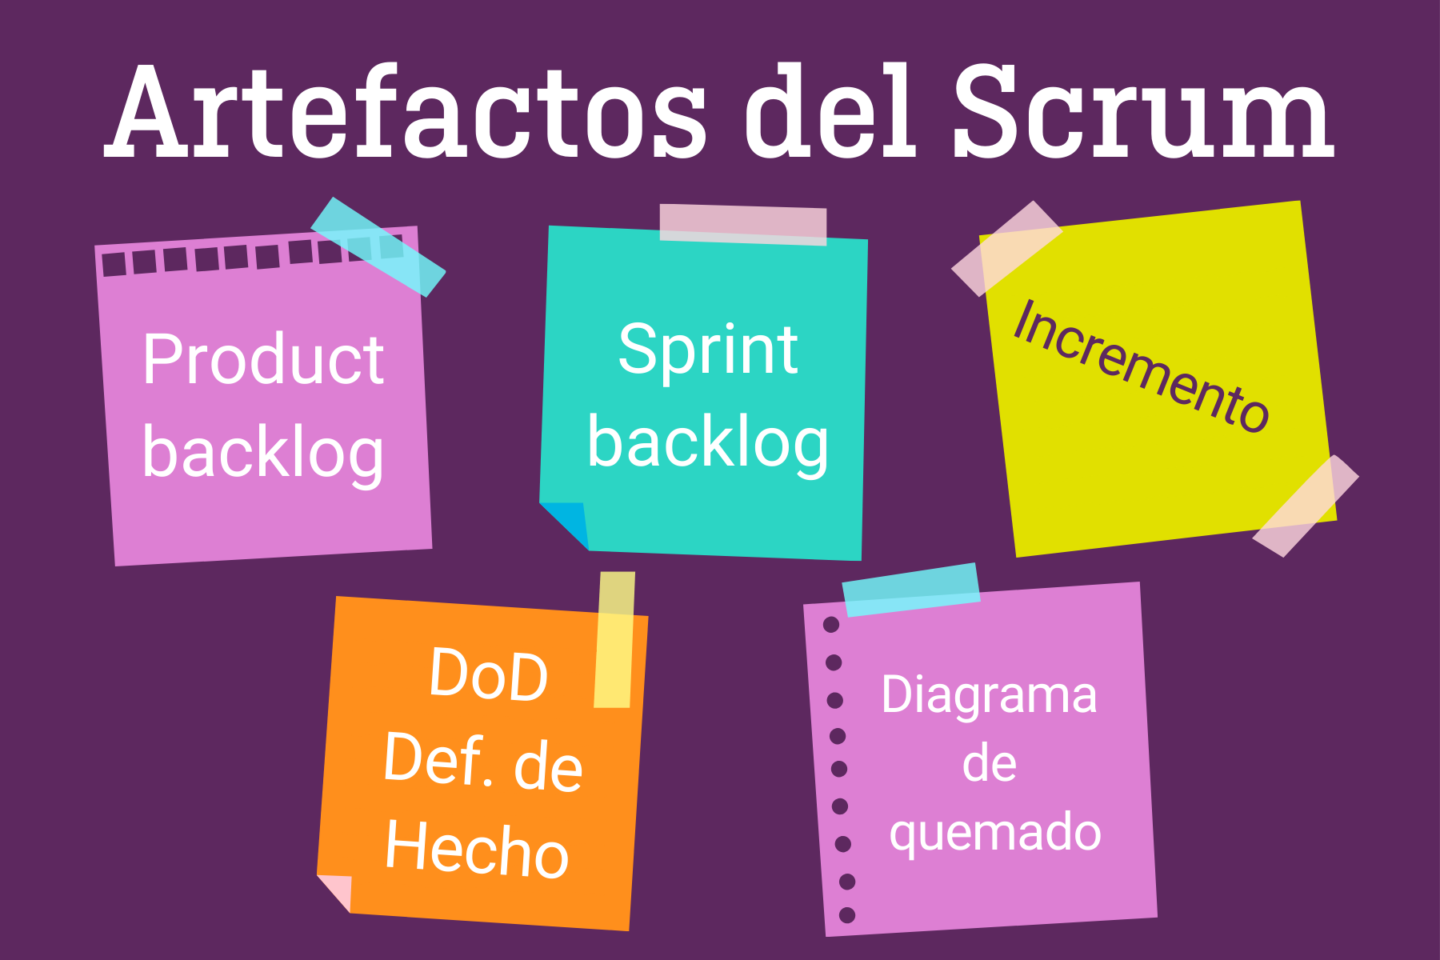 Artefactos del Scrum
Product
backlog
Sprint
backlog
Incremento
DoD
Def. de
Hecho
Diagrama
de
quemado